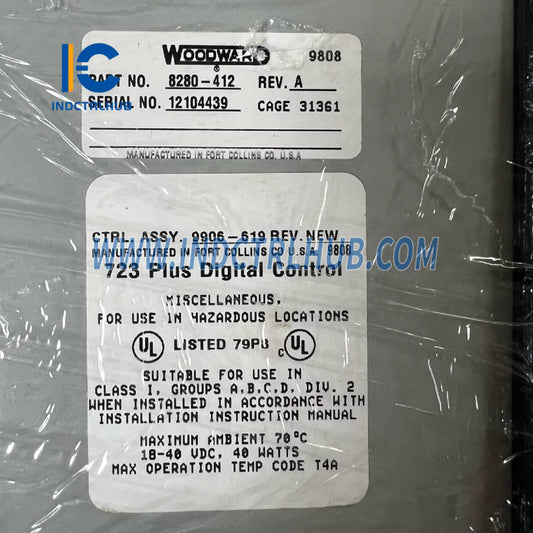 WOODWARD 9808
®
PART NO. 8280-412 REV. A
SERIAL NO. 12104439 CAGE 31361
MANUFACTURED IN FORT COLLINS CO. U.S.A
INDCTRLHUB
CTRL ASSY. 9906-619 REV. NEW
MANUFACTURED IN FORT COLLINS CO U.S.A. 9808
WWW.INDCTRLHUB.COM
723 Plus Digital Control
MISCELLANEOUS,
FOR USE IN HAZARDOUS LOCATIONS
UL LISTED 79P8 c UL
SUITABLE FOR USE IN
CLASS I, GROUPS A,B,C,D, DIV. 2
WHEN INSTALLED IN ACCORDANCE WITH
INSTALLATION INSTRUCTION MANUAL
MAXIMUM AMBIENT 70°C
18-40 VDC, 40 WATTS
MAX OPERATION TEMP CODE T4A